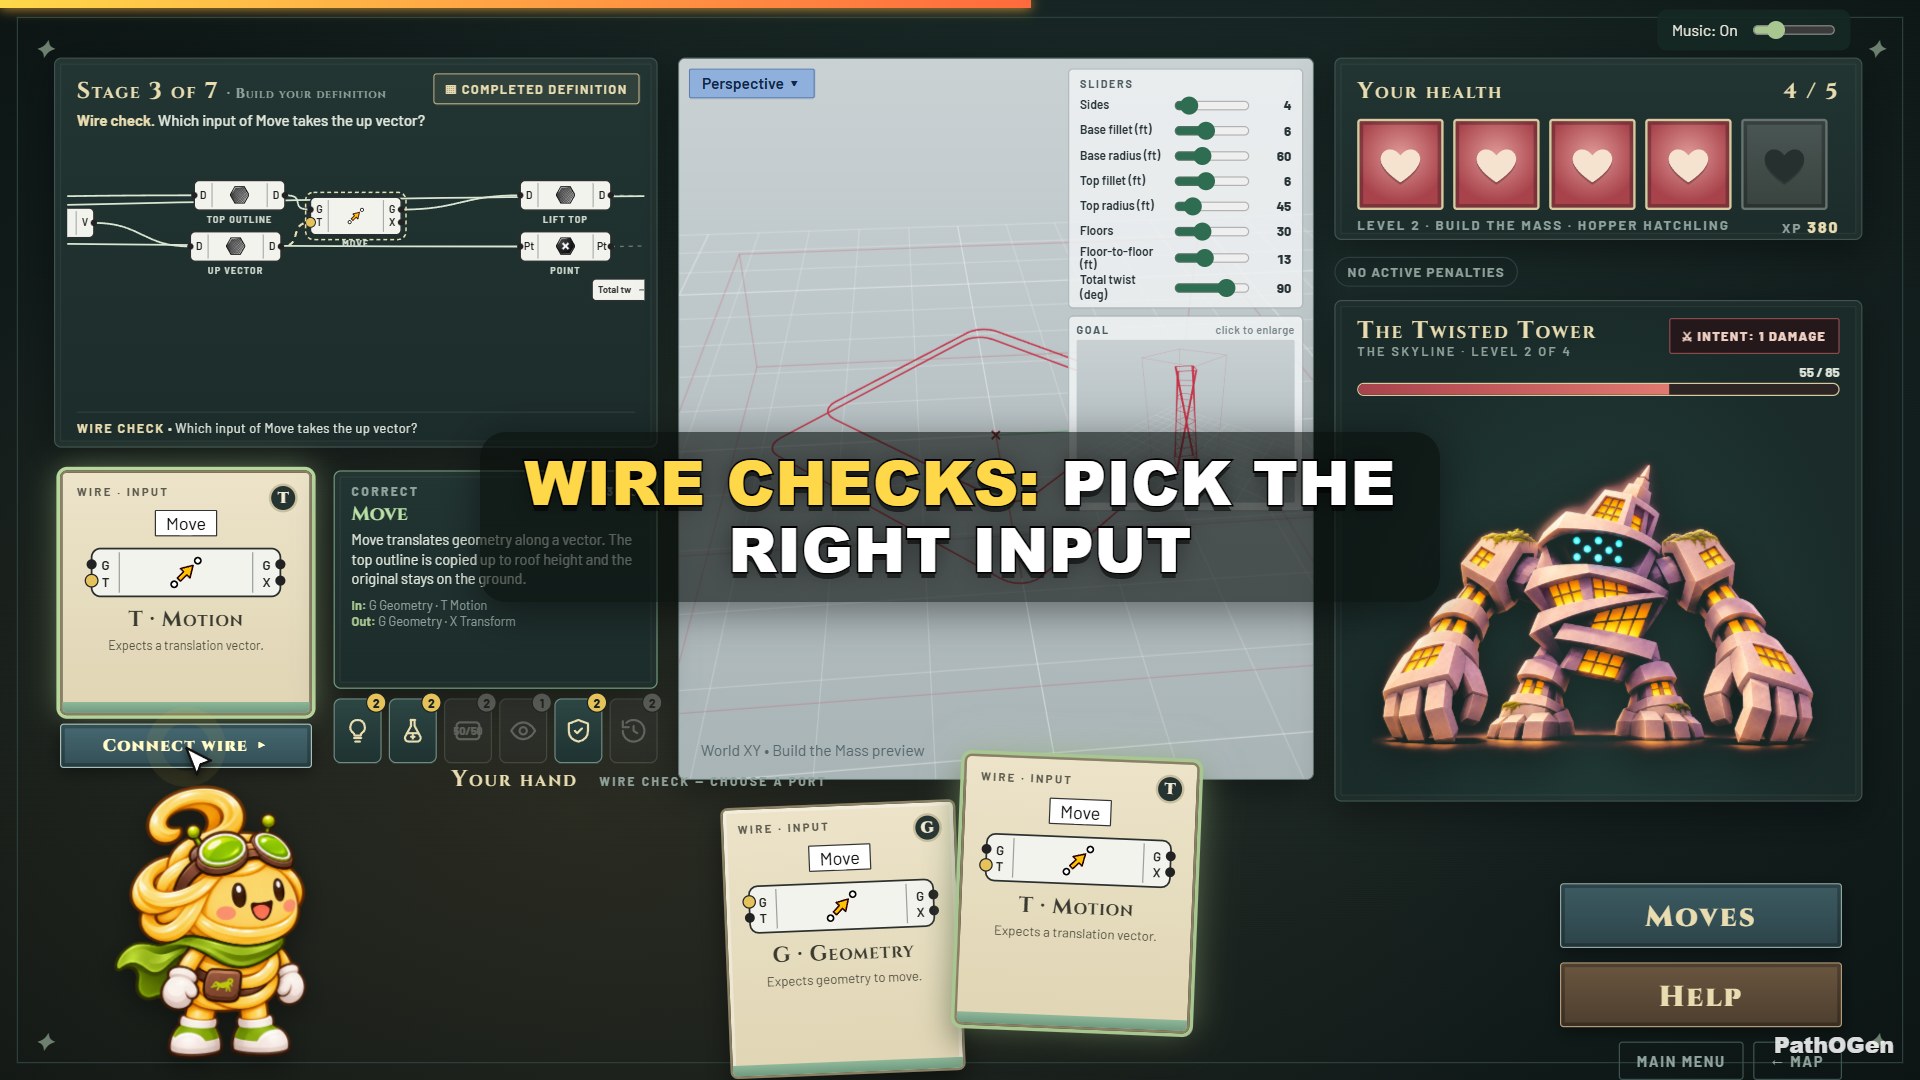 Music: On
Stage 3 of 7 · Build your definition
COMPLETED DEFINITION
Wire check. Which input of Move takes the up vector?
V
D D
TOP OUTLINE
G G
T X
MOVE
D D
UP VECTOR
D D
LIFT TOP
Pt Pt
POINT
Total tw
WIRE CHECK • Which input of Move takes the up vector?
WIRE · INPUT T
Move
G G
T X
T · Motion
Expects a translation vector.
Connect wire
CORRECT
Move
Move translates geometry along a vector. The
top outline is copied up to roof height and the
original stays on the ground.
In: G Geometry · T Motion
Out: G Geometry · X Transform
2 2 2 1 2 2
50/50
Perspective ▼
SLIDERS
Sides 4
Base fillet (ft) 6
Base radius (ft) 60
Top fillet (ft) 6
Top radius (ft) 45
Floors 30
Floor-to-floor (ft) 13
Total twist (deg) 90
GOAL click to enlarge
WIRE CHECKS: PICK THE
RIGHT INPUT
World XY • Build the Mass preview
Your health 4 / 5
LEVEL 2 · BUILD THE MASS · HOPPER HATCHLING XP 380
NO ACTIVE PENALTIES
The Twisted Tower
THE SKYLINE · LEVEL 2 OF 4
INTENT: 1 DAMAGE
55 / 85
Your hand WIRE CHECK — CHOOSE A PORT
WIRE · INPUT G
Move
G G
T X
G · Geometry
Expects geometry to move.
WIRE · INPUT T
Move
G G
T X
T · Motion
Expects a translation vector.
Moves
Help
MAIN MENU
← MAP
PathOGen